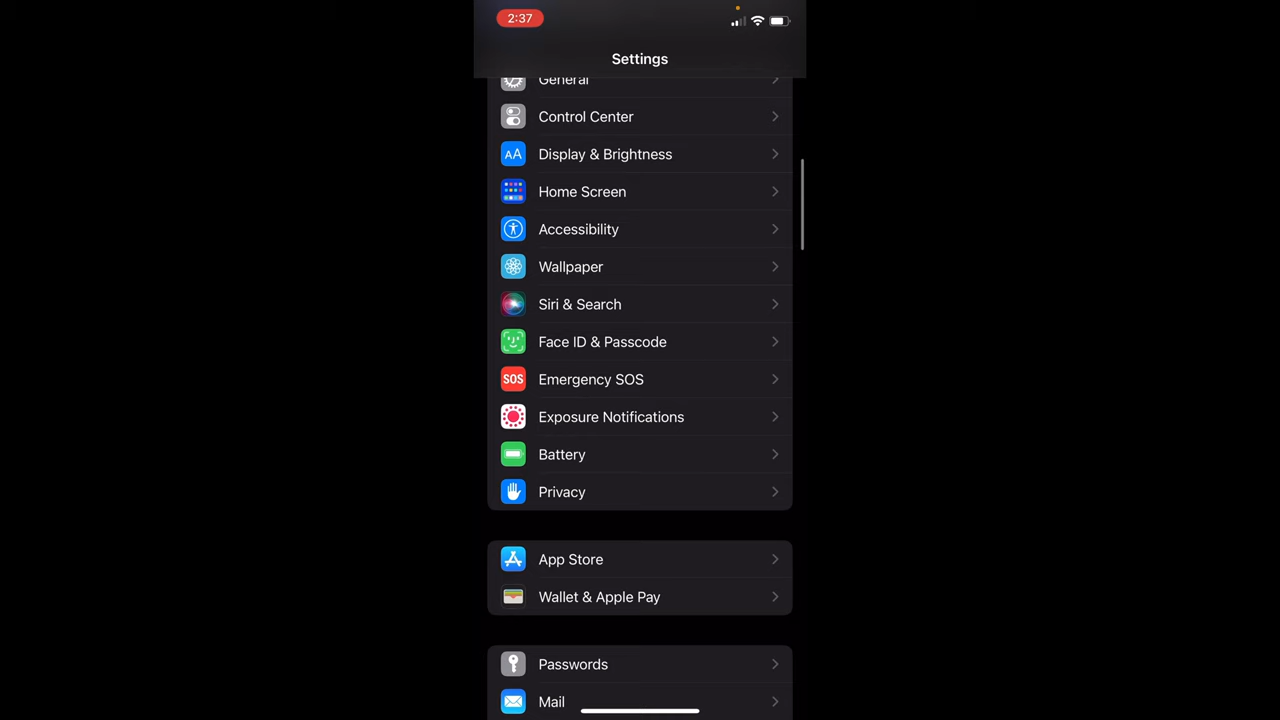 2:37
Settings
General
Control Center
AA
Display & Brightness
Home Screen
Accessibility
Wallpaper
Siri & Search
Face ID & Passcode
SOS
Emergency SOS
Exposure Notifications
Battery
Privacy
App Store
Wallet & Apple Pay
Passwords
Mail